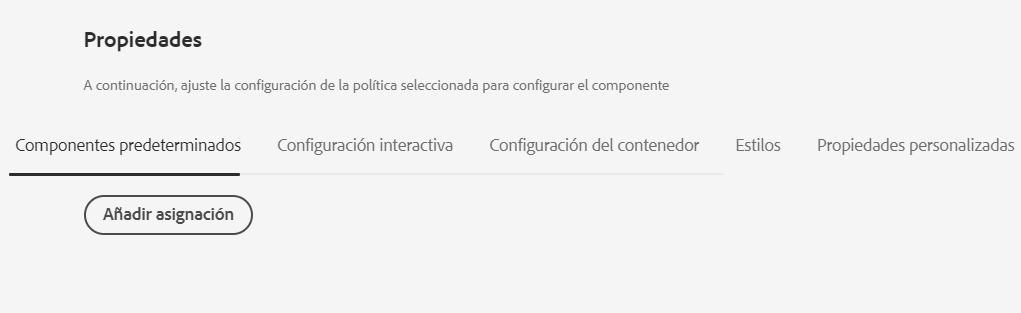 Propiedades
A continuación, ajuste la configuración de la política seleccionada para configurar el componente
Componentes predeterminados Configuración interactiva Configuración del contenedor Estilos Propiedades personalizadas
Añadir asignación